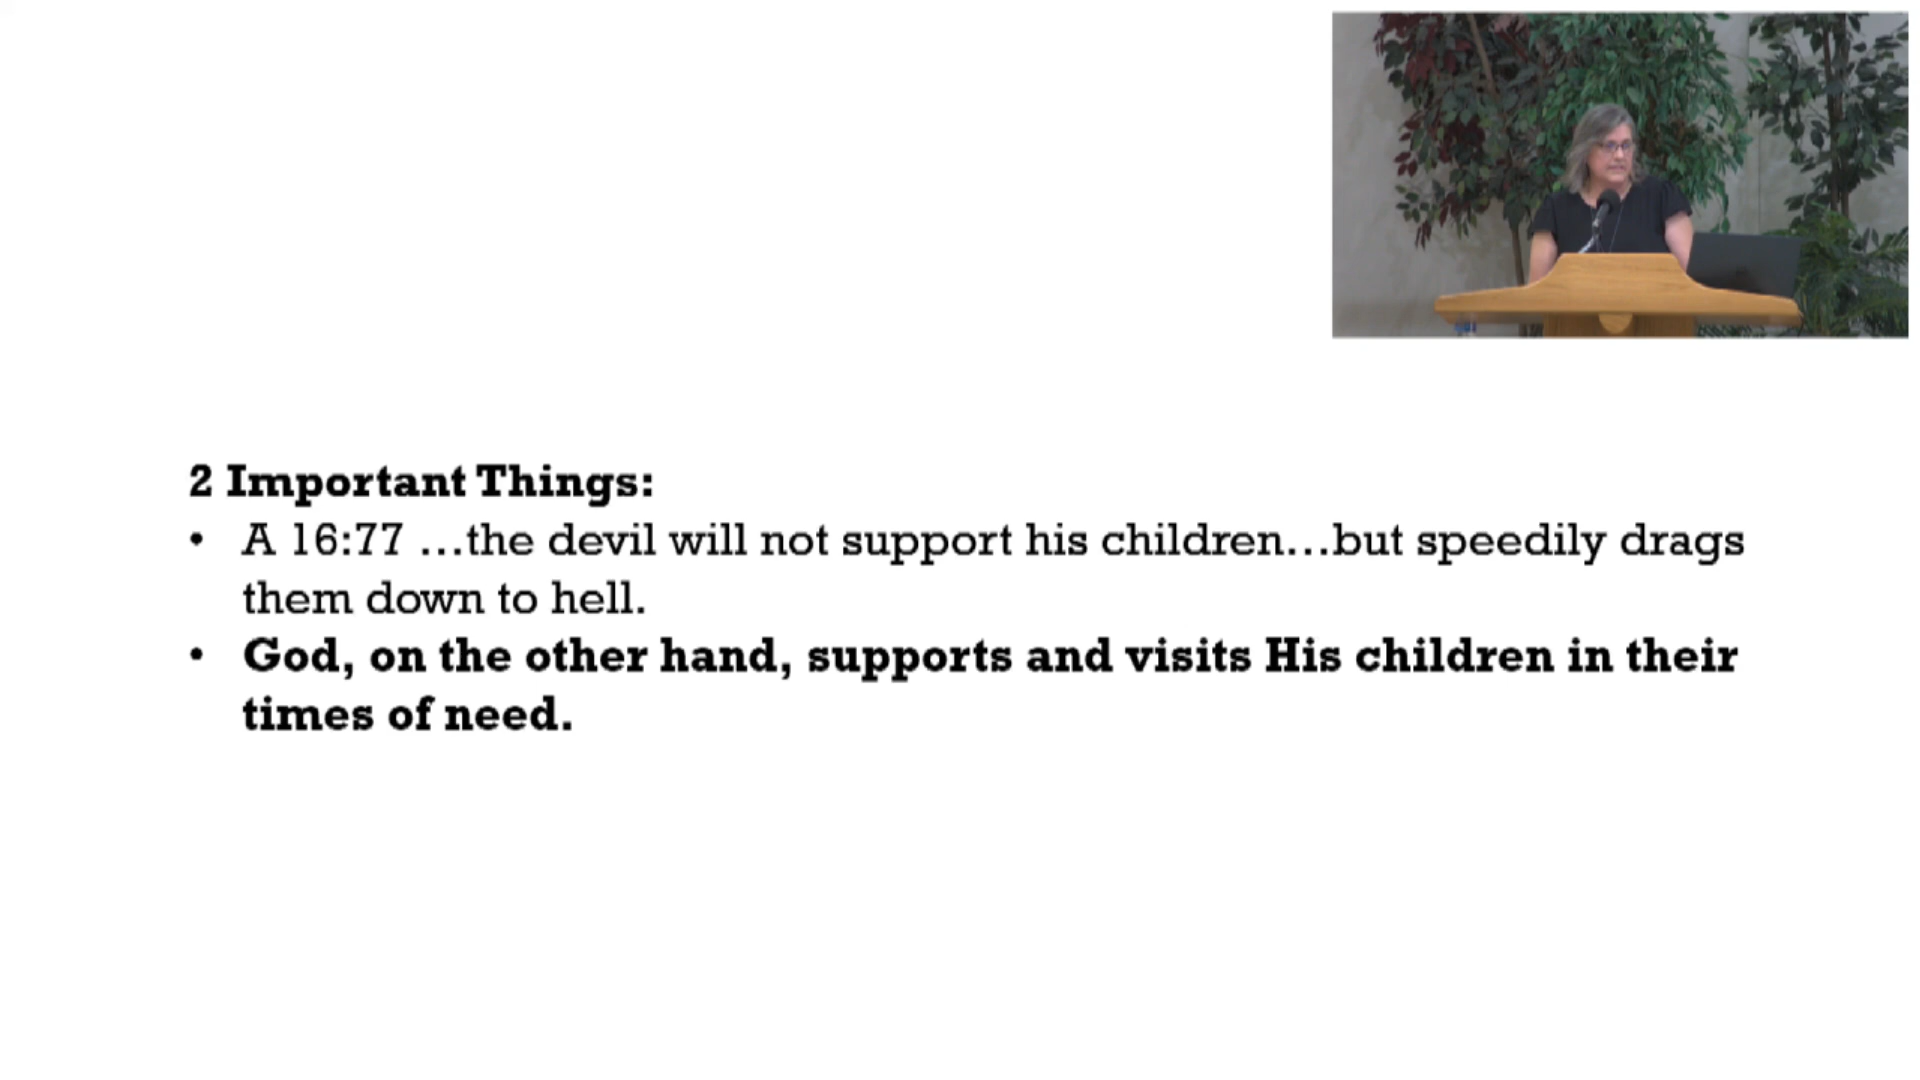 2 Important Things:
• A 16:77 …the devil will not support his children…but speedily drags
them down to hell.
• God, on the other hand, supports and visits His children in their
times of need.